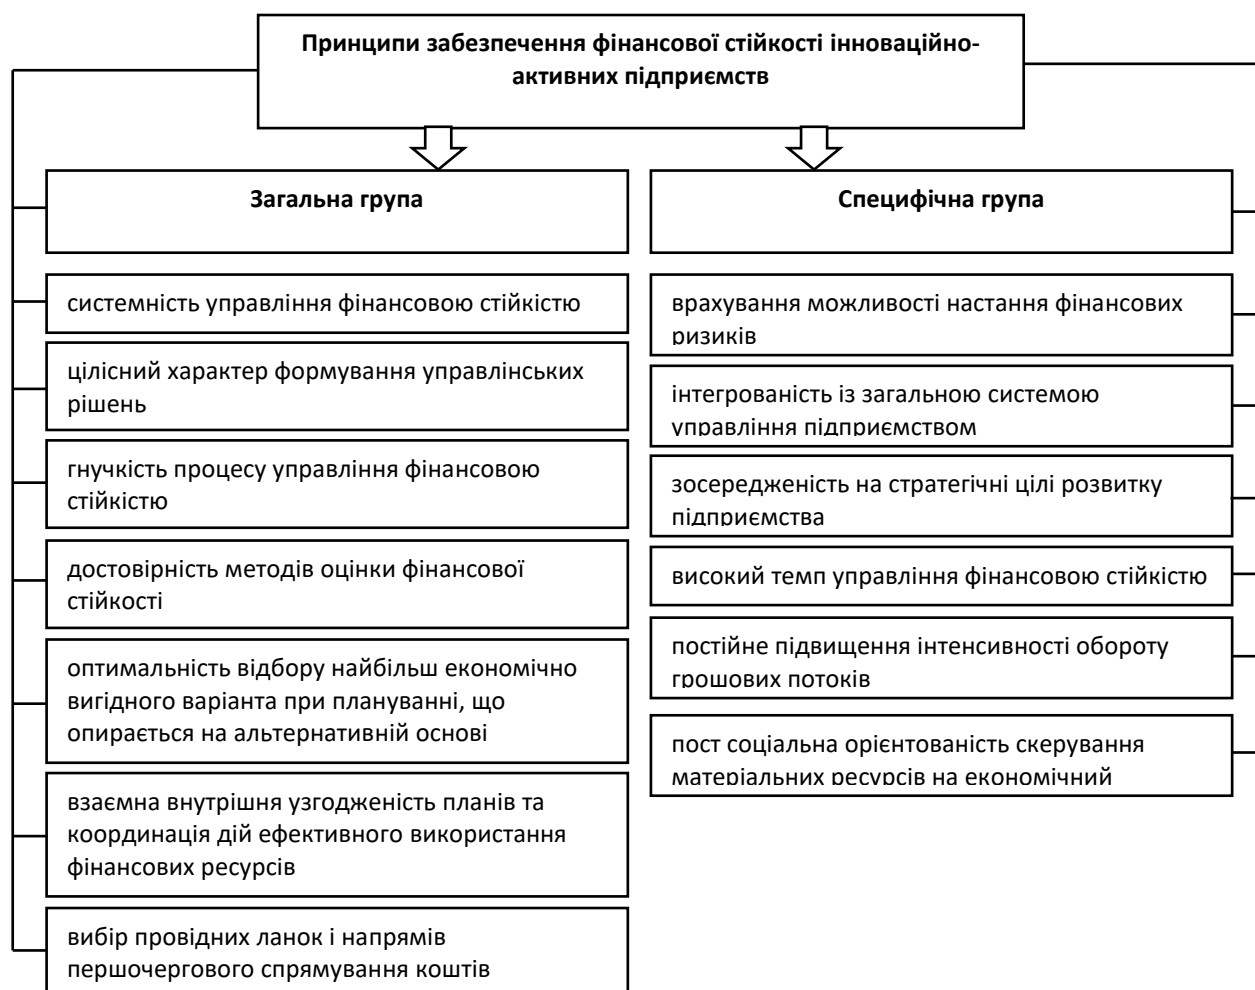 Принципи забезпечення фінансової стійкості інноваційно-
активних підприємств
Загальна група
системність управління фінансовою стійкістю
цілісний характер формування управлінських
рішень
гнучкість процесу управління фінансовою
стійкістю
достовірність методів оцінки фінансової
стійкості
оптимальність відбору найбільш економічно
вигідного варіанта при плануванні, що
опирається на альтернативній основі
взаємна внутрішня узгодженість планів та
координація дій ефективного використання
фінансових ресурсів
вибір провідних ланок і напрямів
першочергового спрямування коштів
Специфічна група
врахування можливості настання фінансових
ризиків
інтегрованість із загальною системою
управління підприємством
зосередженість на стратегічні цілі розвитку
підприємства
високий темп управління фінансовою стійкістю
постійне підвищення інтенсивності обороту
грошових потоків
пост соціальна орієнтованість скерування
матеріальних ресурсів на економічний